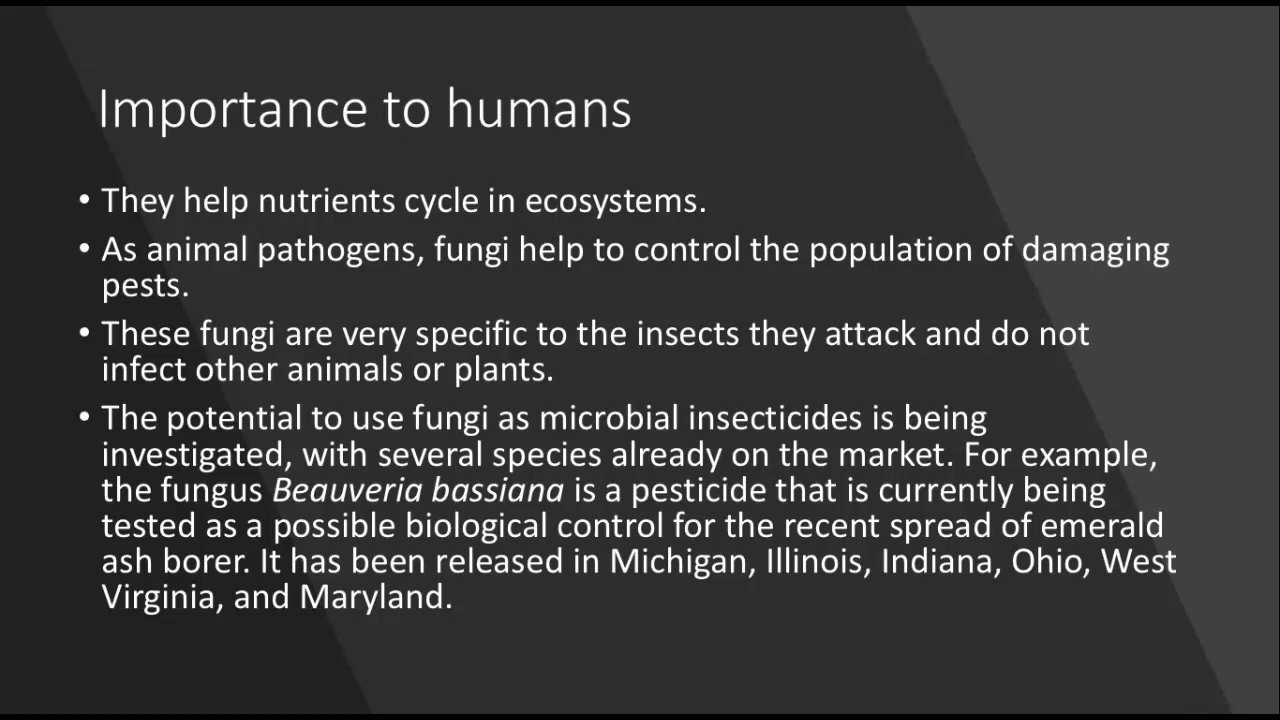 Importance to humans
• They help nutrients cycle in ecosystems.
• As animal pathogens, fungi help to control the population of damaging
pests.
• These fungi are very specific to the insects they attack and do not
infect other animals or plants.
• The potential to use fungi as microbial insecticides is being
investigated, with several species already on the market. For example,
the fungus Beauveria bassiana is a pesticide that is currently being
tested as a possible biological control for the recent spread of emerald
ash borer. It has been released in Michigan, Illinois, Indiana, Ohio, West
Virginia, and Maryland.